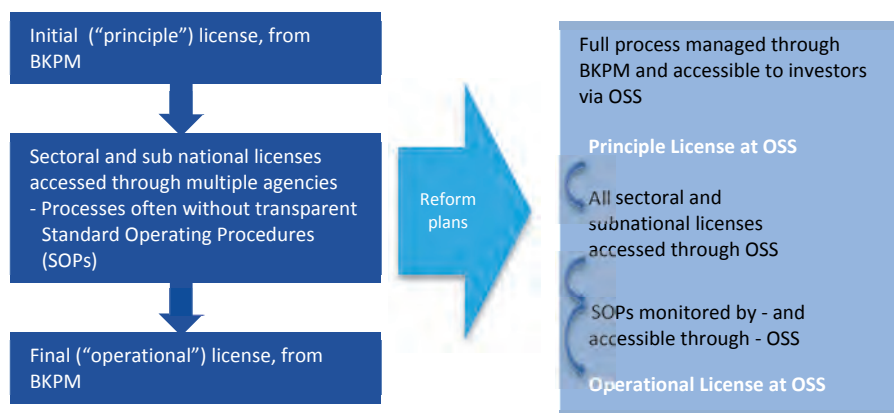 Initial (“principle”) license, from
BKPM
Sectoral and sub national licenses
accessed through multiple agencies
- Processes often without transparent
Standard Operating Procedures
(SOPs)
Final (“operational”) license, from
BKPM
Reform
plans
Full process managed through
BKPM and accessible to investors
via OSS
Principle License at OSS
All sectoral and
subnational licenses
accessed through OSS
SOPs monitored by - and
accessible through - OSS
Operational License at OSS